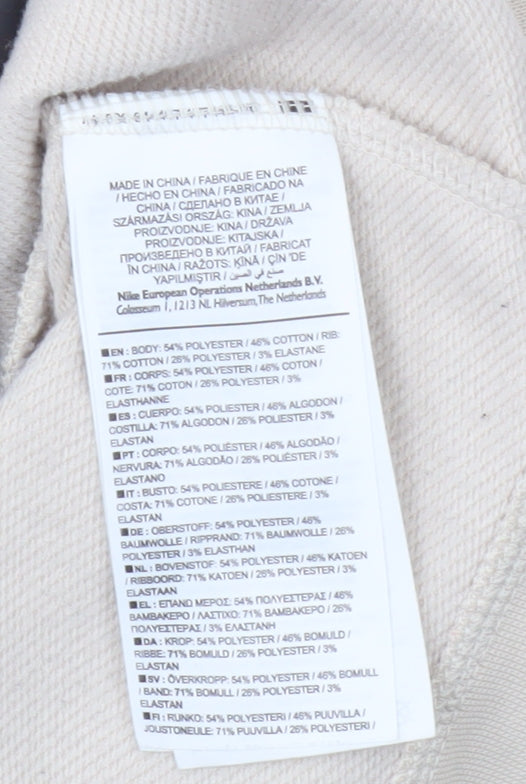 MADE IN CHINA / FABRIQUE EN CHINE
/ HECHO EN CHINA / FABRICADO NA
CHINA / СДЕЛАНО В КИТАЕ /
SZÁRMAZÁSI ORSZÁG: KÍNA / ZEMLJA
PROIZVODNJE: KINA / DRŽAVA
PROIZVODNJE: KITAJSKA /
ПРОИЗВЕДЕНО В КИТАЙ / FABRICAT
ÎN CHINA / RAŽOTS: ĶĪNĀ / ÇİN'DE
YAPILMIŞTIR / صنع في الصين
Nike European Operations Netherlands B.V.
Colosseum 1, 1213 NL Hilversum, The Netherlands
■EN: BODY: 54% POLYESTER / 46% COTTON / RIB:
71% COTTON / 26% POLYESTER / 3% ELASTANE
■FR: CORPS: 54% POLYESTER / 46% COTON /
COTE: 71% COTON / 26% POLYESTER / 3%
ELASTHANNE
■ES: CUERPO: 54% POLIESTER / 46% ALGODON /
COSTILLA: 71% ALGODON / 26% POLIESTER / 3%
ELASTAN
■PT: CORPO: 54% POLIÉSTER / 46% ALGODÃO /
NERVURA: 71% ALGODÃO / 26% POLIÉSTER / 3%
ELASTANO
■IT: BUSTO: 54% POLIESTERE / 46% COTONE /
COSTA: 71% COTONE / 26% POLIESTERE / 3%
ELASTAN
■DE: OBERSTOFF: 54% POLYESTER / 46%
BAUMWOLLE / RIPPRAND: 71% BAUMWOLLE / 26%
POLYESTER / 3% ELASTHAN
■NL: BOVENSTOF: 54% POLYESTER / 46% KATOEN
/ RIBBOORD: 71% KATOEN / 26% POLYESTER / 3%
ELASTAAN
■EL: ΕΠΑΝΩ ΜΕΡΟΣ: 54% ΠΟΛΥΕΣΤΕΡΑΣ / 46%
ΒΑΜΒΑΚΕΡΟ / ΛΑΣΤΙΧΟ: 71% ΒΑΜΒΑΚΕΡΟ / 26%
ΠΟΛΥΕΣΤΕΡΑΣ / 3% ΕΛΑΣΤΑΝΗ
■DA: KROP: 54% POLYESTER / 46% BOMULD /
RIBBE: 71% BOMULD / 26% POLYESTER / 3%
ELASTAN
■SV: ÖVERKROPP: 54% POLYESTER / 46% BOMULL
/ BAND: 71% BOMULL / 26% POLYESTER / 3%
ELASTAN
■FI: RUNKO: 54% POLYESTERI / 46% PUUVILLA /
JOUSTONEULE: 71% PUUVILLA / 26% POLYESTERI /